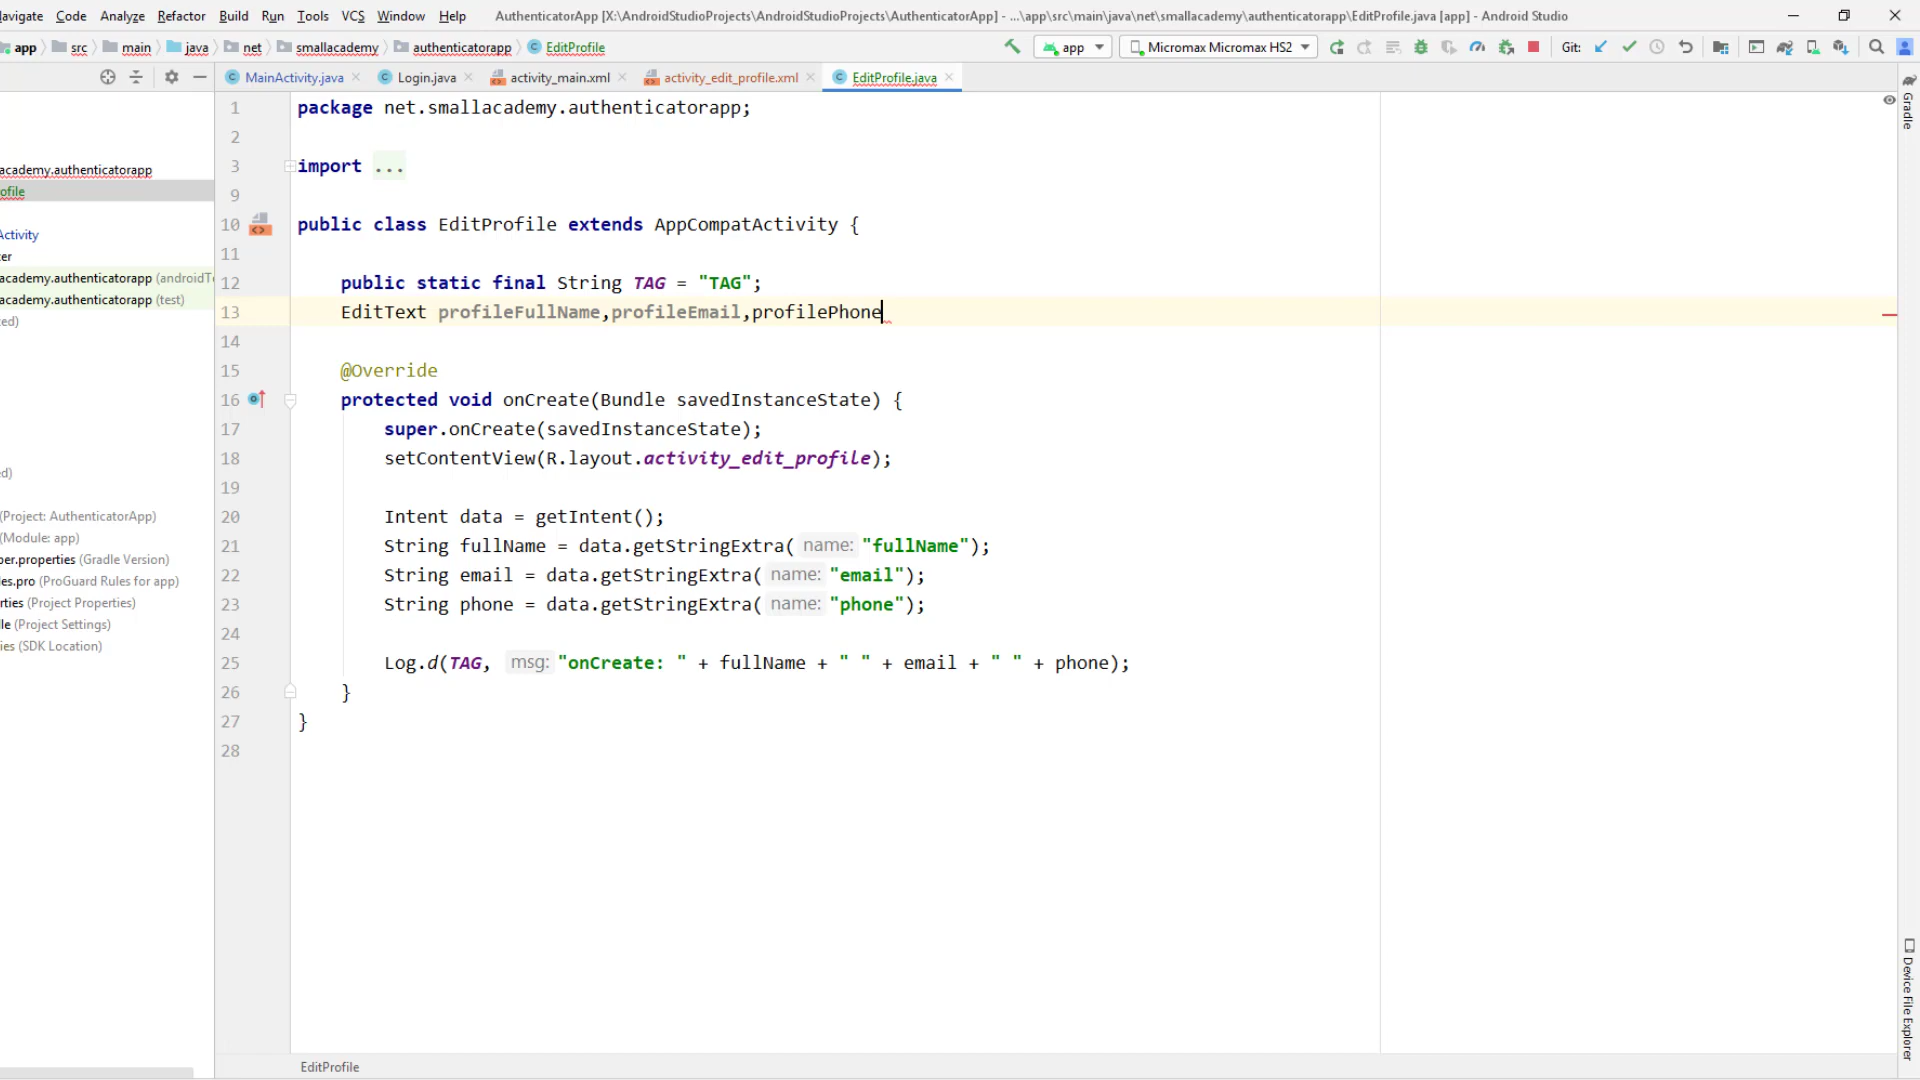 Navigate Code Analyze Refactor Build Run Tools VCS Window Help AuthenticatorApp [X:\AndroidStudioProjects\AndroidStudioProjects\AuthenticatorApp] - ...\app\src\main\java\net\smallacademy\authenticatorapp\EditProfile.java [app] - Android Studio
app src main java net smallacademy authenticatorapp EditProfile app Micromax Micromax HS2 Git:
MainActivity.java Login.java activity_main.xml activity_edit_profile.xml EditProfile.java
Gradle
academy.authenticatorapp
ofile
Activity
ter
academy.authenticatorapp (androidTe
academy.authenticatorapp (test)
ed)
ed)
(Project: AuthenticatorApp)
(Module: app)
per.properties (Gradle Version)
les.pro (ProGuard Rules for app)
rties (Project Properties)
le (Project Settings)
ies (SDK Location)
1 package net.smallacademy.authenticatorapp;
2
3 import ...
9
10 public class EditProfile extends AppCompatActivity {
11
12 public static final String TAG = "TAG";
13 EditText profileFullName,profileEmail,profilePhone
14
15 @Override
16 protected void onCreate(Bundle savedInstanceState) {
17 super.onCreate(savedInstanceState);
18 setContentView(R.layout.activity_edit_profile);
19
20 Intent data = getIntent();
21 String fullName = data.getStringExtra( name: "fullName");
22 String email = data.getStringExtra( name: "email");
23 String phone = data.getStringExtra( name: "phone");
24
25 Log.d(TAG, msg: "onCreate: " + fullName + " " + email + " " + phone);
26 }
27 }
28
Device File Explorer
EditProfile